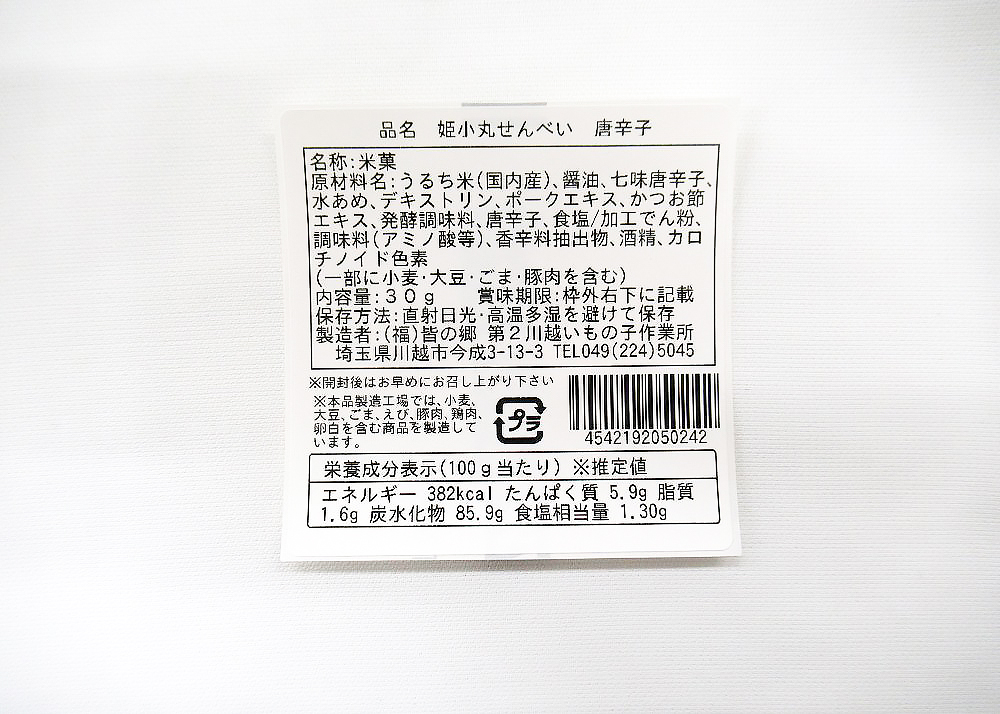 品名　姫小丸せんべい　唐辛子
名称：米菓
原材料名：うるち米（国内産）、醤油、七味唐辛子、
水あめ、デキストリン、ポークエキス、かつお節
エキス、発酵調味料、唐辛子、食塩/加工でん粉、
調味料（アミノ酸等）、香辛料抽出物、酒精、カロ
チノイド色素
（一部に小麦・大豆・ごま・豚肉を含む）
内容量：３０ｇ　　賞味期限：枠外右下に記載
保存方法：直射日光・高温多湿を避けて保存
製造者：（福）皆の郷 第２川越いもの子作業所
埼玉県川越市今成3-13-3 TEL049(224)5045
※開封後はお早めにお召し上がり下さい
※本品製造工場では、小麦、
大豆、ごま、えび、豚肉、鶏肉、
卵白を含む商品を製造して
います。
プラ
4542192050242
栄養成分表示（100ｇ当たり）※推定値
エネルギー 382kcal たんぱく質 5.9g 脂質
1.6g 炭水化物 85.9g 食塩相当量 1.30g